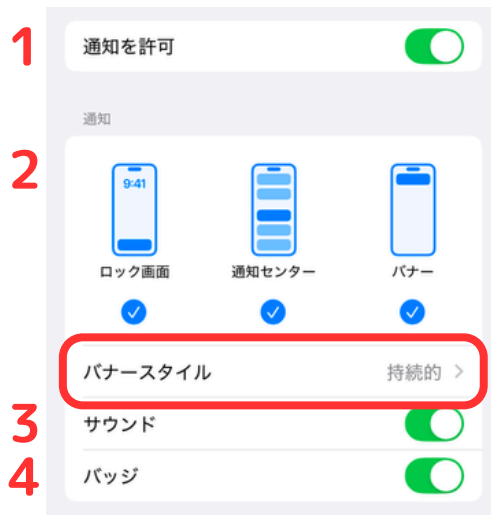 1 通知を許可
通知
2
9:41
ロック画面 通知センター バナー
バナースタイル 持続的
3 サウンド
4 バッジ